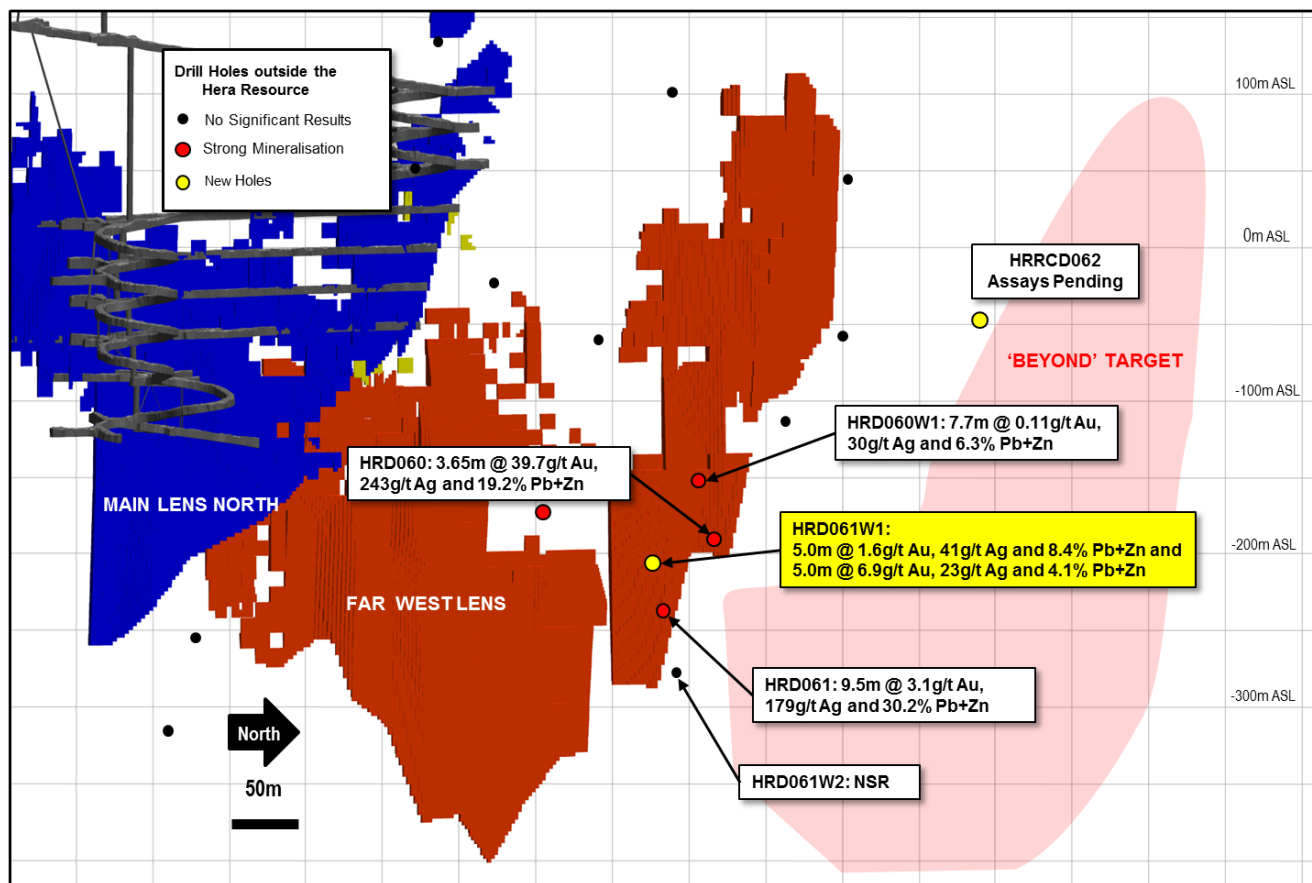 Drill Holes outside the
Hera Resource
No Significant Results
Strong Mineralisation
New Holes
100m ASL
0m ASL
HRRCD062
Assays Pending
'BEYOND' TARGET
-100m ASL
HRD060W1: 7.7m @ 0.11g/t Au,
30g/t Ag and 6.3% Pb+Zn
HRD060: 3.65m @ 39.7g/t Au,
243g/t Ag and 19.2% Pb+Zn
MAIN LENS NORTH
HRD061W1:
5.0m @ 1.6g/t Au, 41g/t Ag and 8.4% Pb+Zn and
5.0m @ 6.9g/t Au, 23g/t Ag and 4.1% Pb+Zn
-200m ASL
FAR WEST LENS
HRD061: 9.5m @ 3.1g/t Au,
179g/t Ag and 30.2% Pb+Zn
-300m ASL
North
50m
HRD061W2: NSR